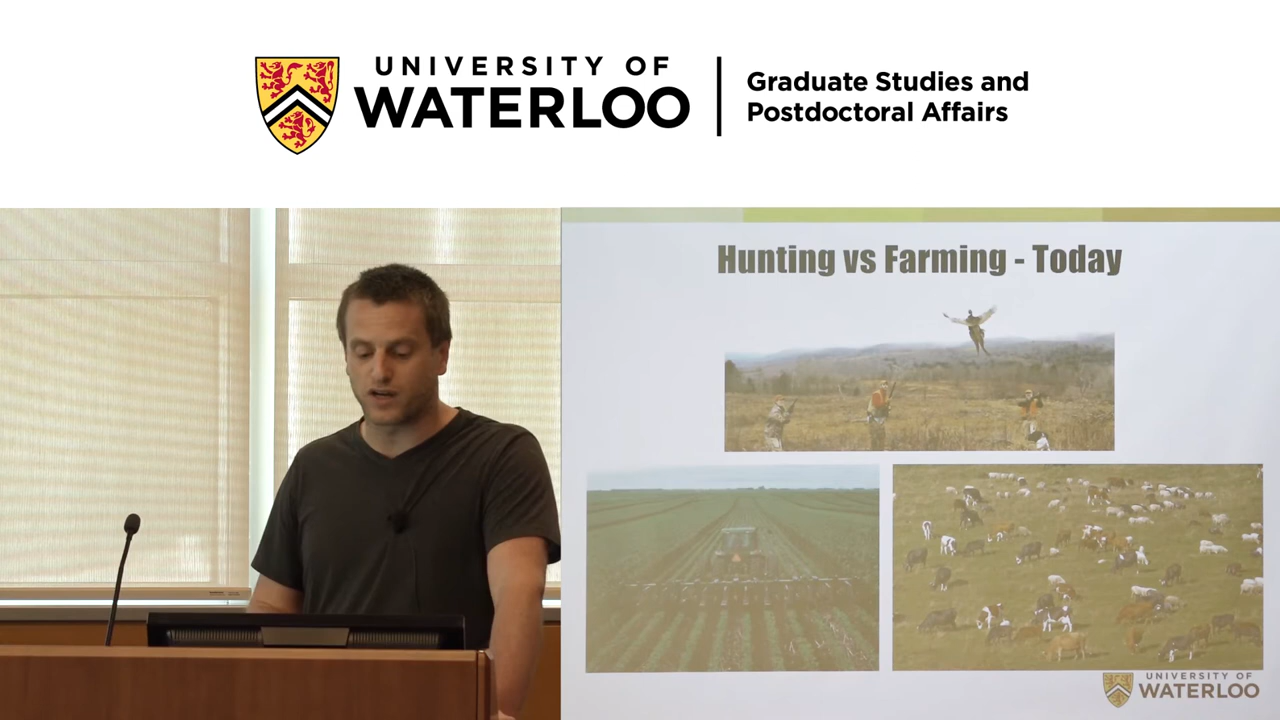 UNIVERSITY OF
WATERLOO
Graduate Studies and
Postdoctoral Affairs
Hunting vs Farming - Today
UNIVERSITY OF
WATERLOO